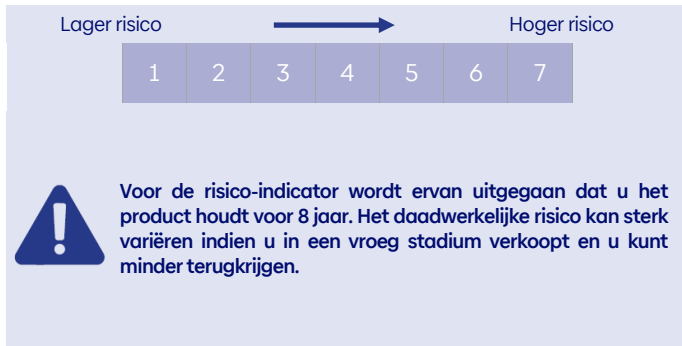 Lager risico Hoger risico
1 2 3 4 5 6 7
Voor de risico-indicator wordt ervan uitgegaan dat u het
product houdt voor 8 jaar. Het daadwerkelijke risico kan sterk
variëren indien u in een vroeg stadium verkoopt en u kunt
minder terugkrijgen.